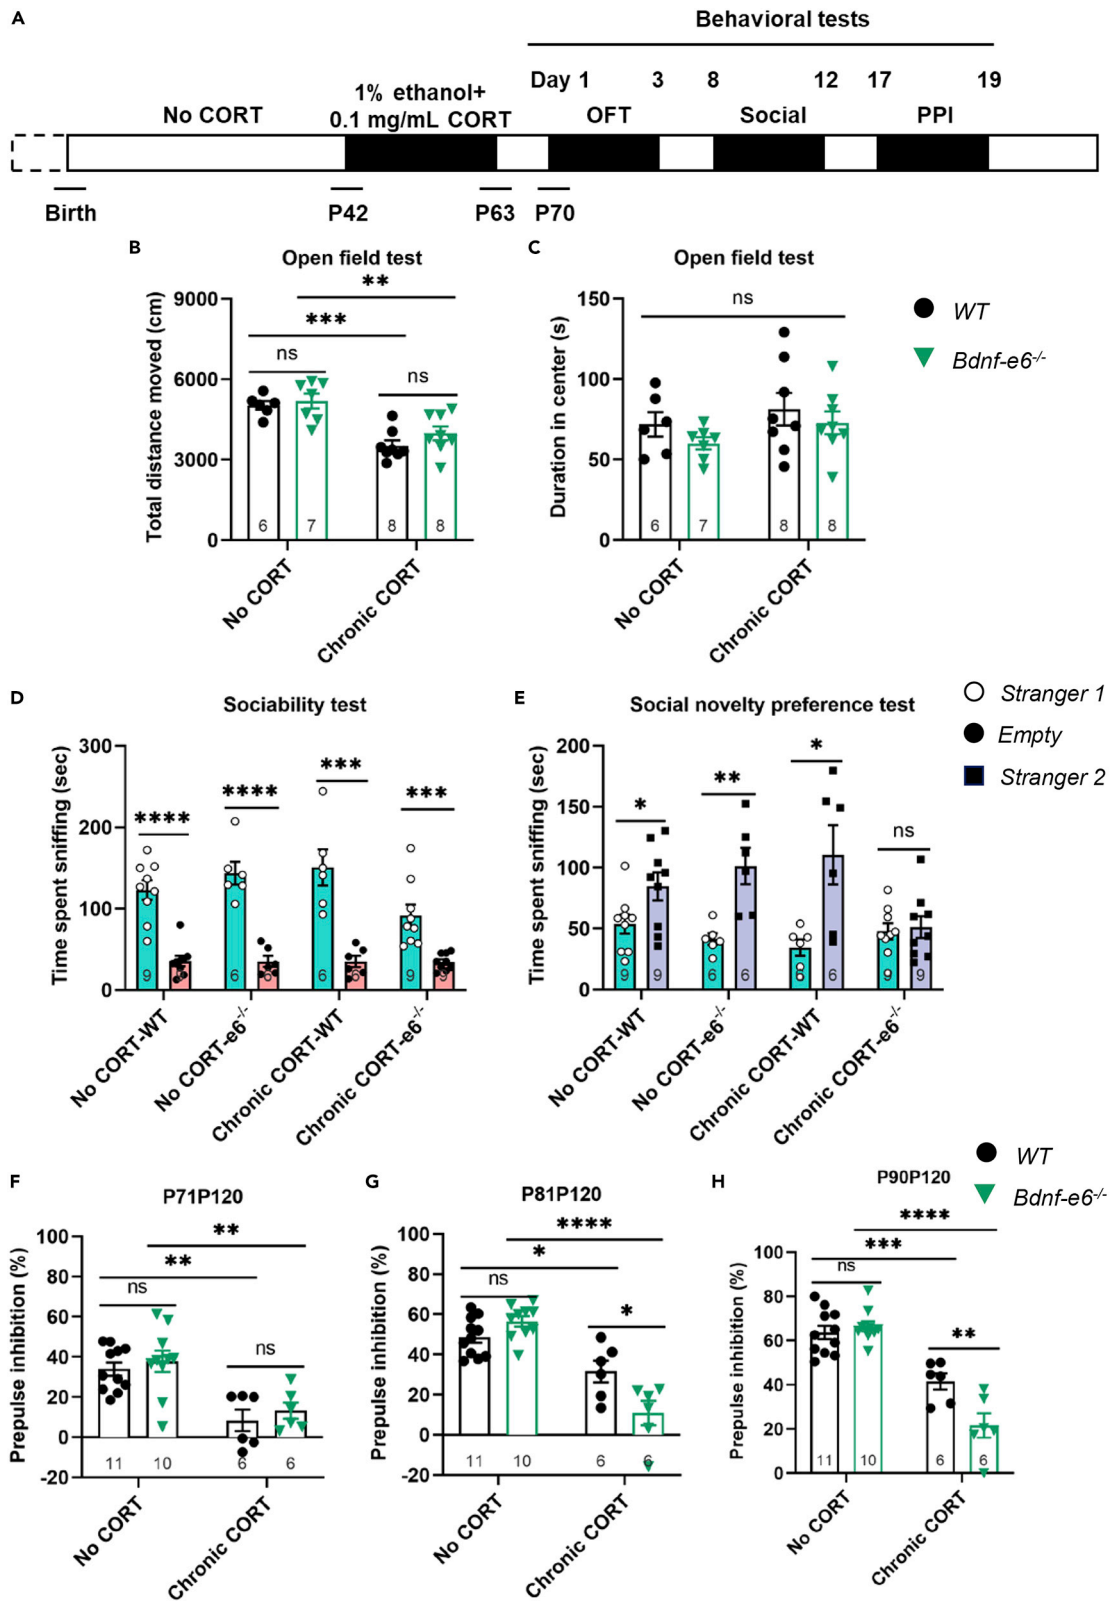 A
Behavioral tests
Day 1 3 8 12 17 19
1% ethanol+
No CORT 0.1 mg/mL CORT OFT Social PPI
Birth P42 P63 P70
B
Open field test
Total distance moved (cm)
9000
6000
3000
0
**
***
ns
ns
6 7 8 8
No CORT
Chronic CORT
C
Open field test
Duration in center (s)
150
100
50
0
ns
6 7 8 8
No CORT
Chronic CORT
WT
Bdnf-e6-/-
D
Sociability test
Time spent sniffing (sec)
300
200
100
0
****
****
***
***
9 6 6 9
No CORT-WT
No CORT-e6-/-
Chronic CORT-WT
Chronic CORT-e6-/-
E
Social novelty preference test
Time spent sniffing (sec)
200
150
100
50
0
*
**
*
ns
9 9 6 6 6 6 9 9
No CORT-WT
No CORT-e6-/-
Chronic CORT-WT
Chronic CORT-e6-/-
Stranger 1
Empty
Stranger 2
F
P71P120
Prepulse inhibition (%)
100
80
60
40
20
0
-20
**
**
ns
ns
11 10 6 6
No CORT
Chronic CORT
G
P81P120
Prepulse inhibition (%)
100
80
60
40
20
0
-20
****
*
ns
*
11 10 6 6
No CORT
Chronic CORT
H
P90P120
Prepulse inhibition (%)
100
80
60
40
20
0
****
***
ns
**
11 10 6 6
No CORT
Chronic CORT
WT
Bdnf-e6-/-